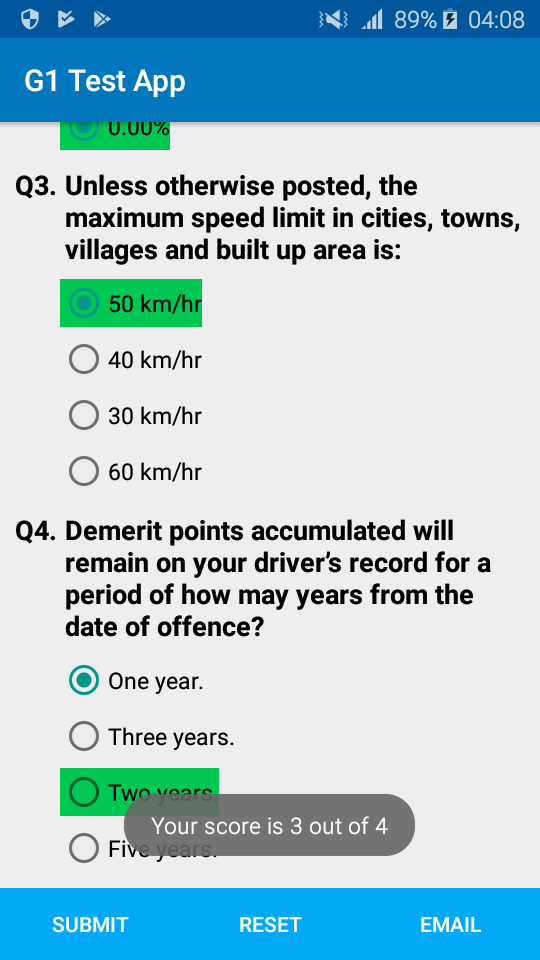 89% 04:08
G1 Test App
0.00%
Q3. Unless otherwise posted, the
maximum speed limit in cities, towns,
villages and built up area is:
50 km/hr
40 km/hr
30 km/hr
60 km/hr
Q4. Demerit points accumulated will
remain on your driver’s record for a
period of how may years from the
date of offence?
One year.
Three years.
Two years.
Your score is 3 out of 4
Five years.
SUBMIT RESET EMAIL